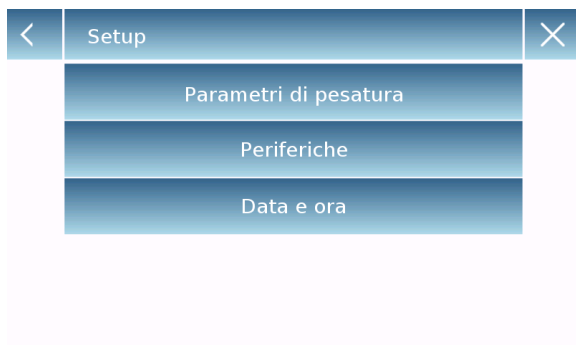 Setup
Parametri di pesatura
Periferiche
Data e ora